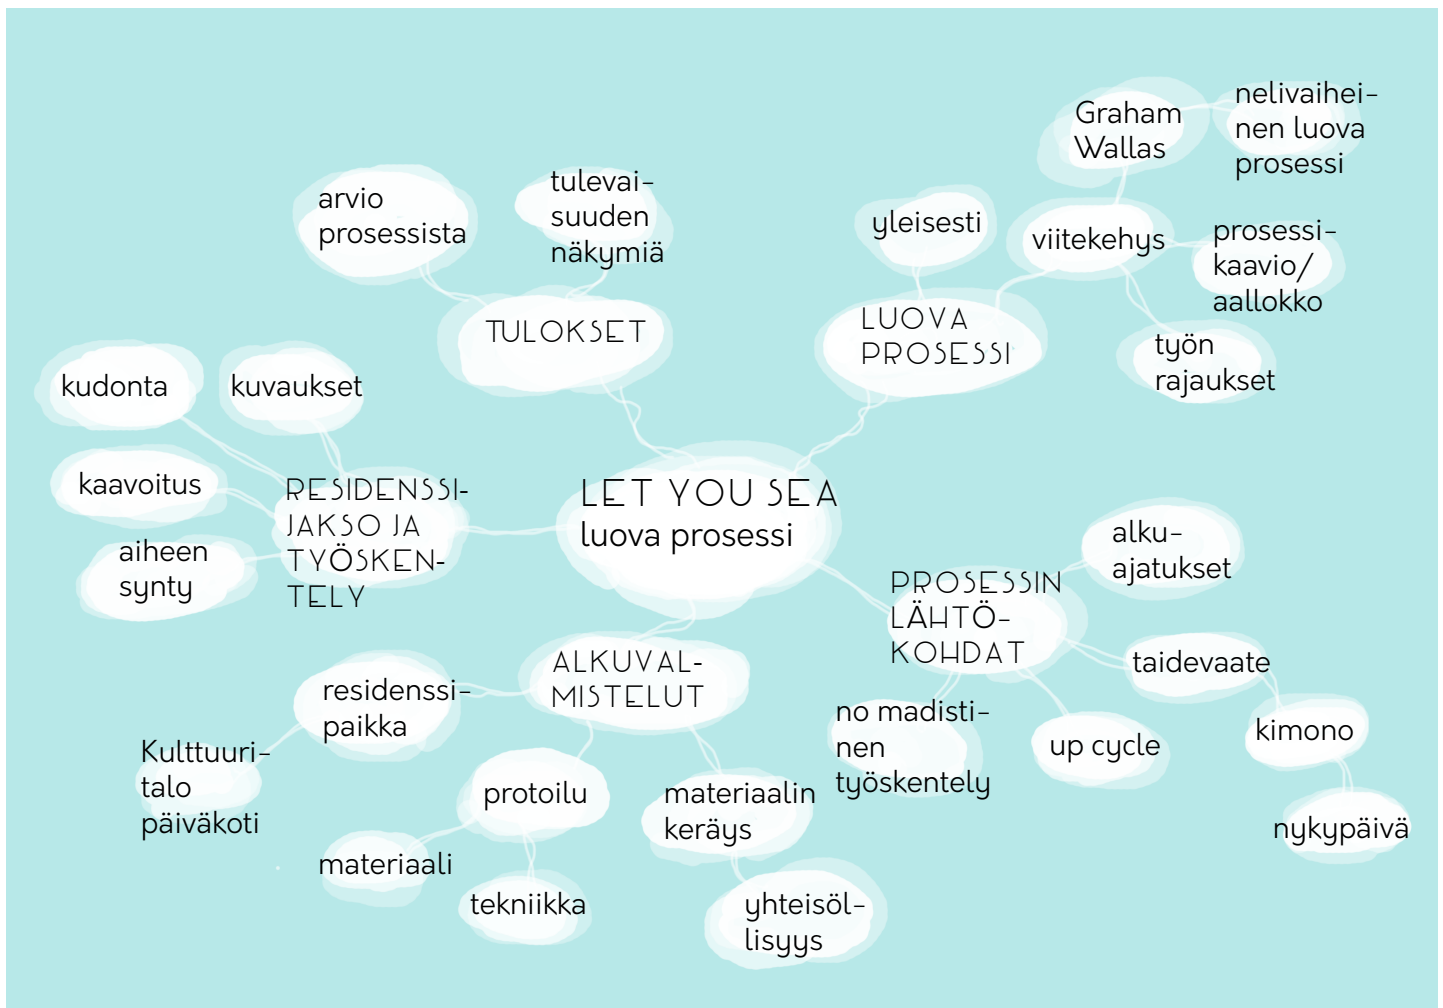 LET YOU SEA
luova prosessi
LUOVA
PROSESSI
yleisesti
viitekehys
Graham
Wallas
nelivaihei-
nen luova
prosessi
prosessi-
kaavio/
aallokko
työn
rajaukset
PROSESSIN
LÄHTÖ-
KOHDAT
alku-
ajatukset
taidevaate
kimono
nykypäivä
up cycle
no madisti-
nen
työskentely
ALKUVAL-
MISTELUT
materiaalin
keräys
yhteisöl-
lisyys
protoilu
tekniikka
materiaali
residenssi-
paikka
Kulttuuri-
talo
päiväkoti
RESIDENSSI-
JAKSO JA
TYÖSKEN-
TELY
aiheen
synty
kaavoitus
kudonta
kuvaukset
TULOKSET
arvio
prosessista
tulevai-
suuden
näkymiä